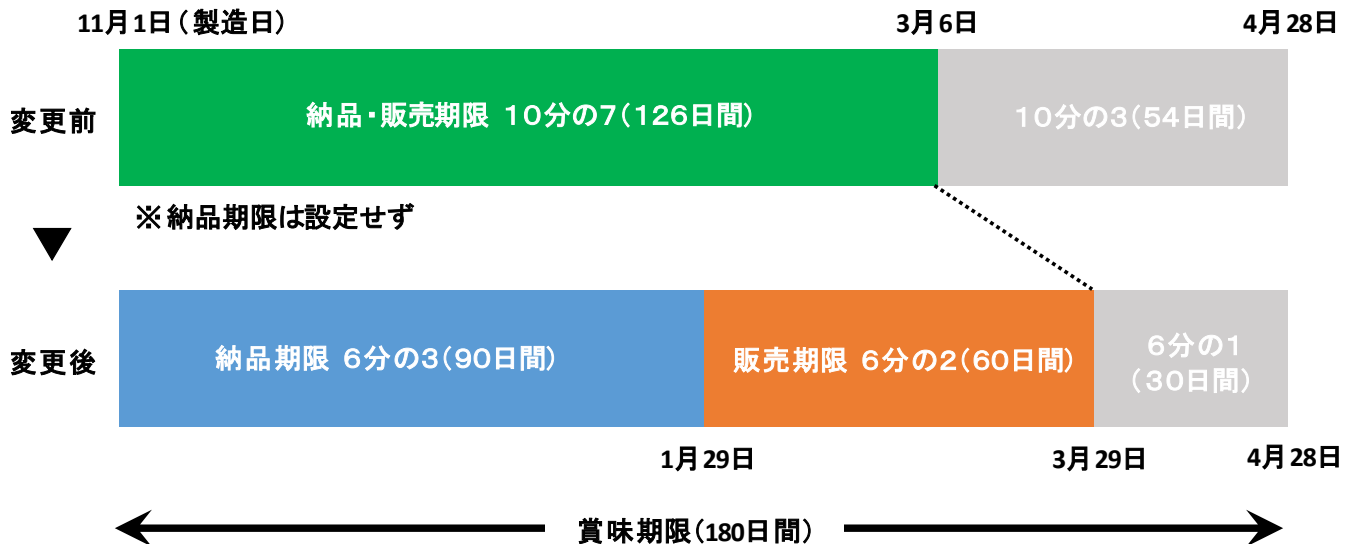 11月1日（製造日）
3月6日
4月28日
変更前
納品・販売期限 １０分の７（１２６日間）
１０分の３（５４日間）
※納品期限は設定せず
▼
変更後
納品期限 ６分の３（９０日間）
販売期限 ６分の２（６０日間）
６分の１
（３０日間）
1月29日
3月29日
4月28日
賞味期限（180日間）